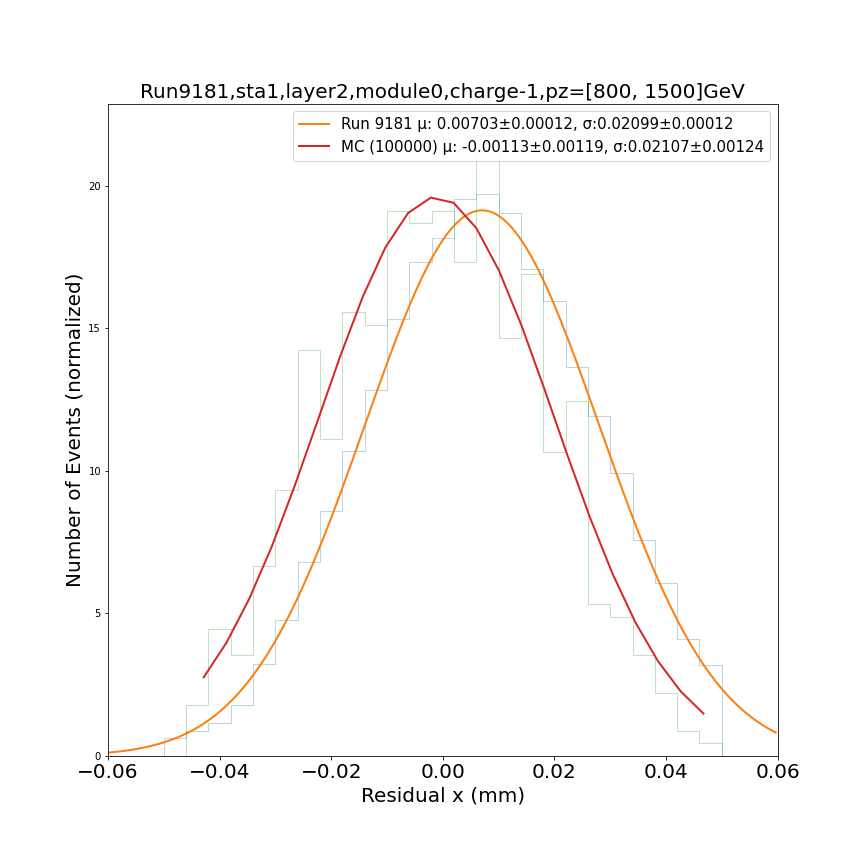 Run9181,sta1,layer2,module0,charge-1,pz=[800, 1500]GeV
Run 9181 μ: 0.00703±0.00012, σ:0.02099±0.00012
MC (100000) μ: -0.00113±0.00119, σ:0.02107±0.00124
Number of Events (normalized)
20
15
10
5
0
−0.06 −0.04 −0.02 0.00 0.02 0.04 0.06
Residual x (mm)